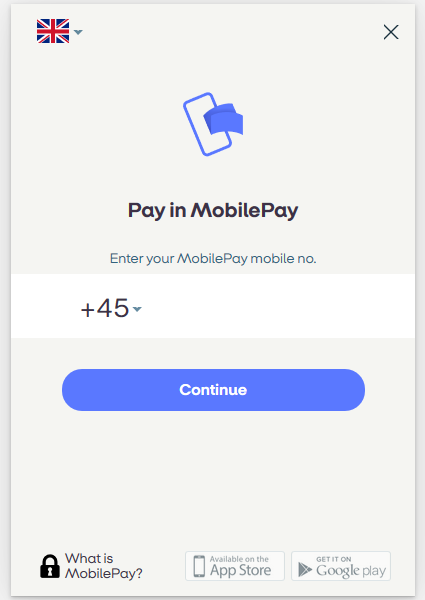 Pay in MobilePay
Enter your MobilePay mobile no.
+45
Continue
What is
MobilePay?
Available on the
App Store
GET IT ON
Google play